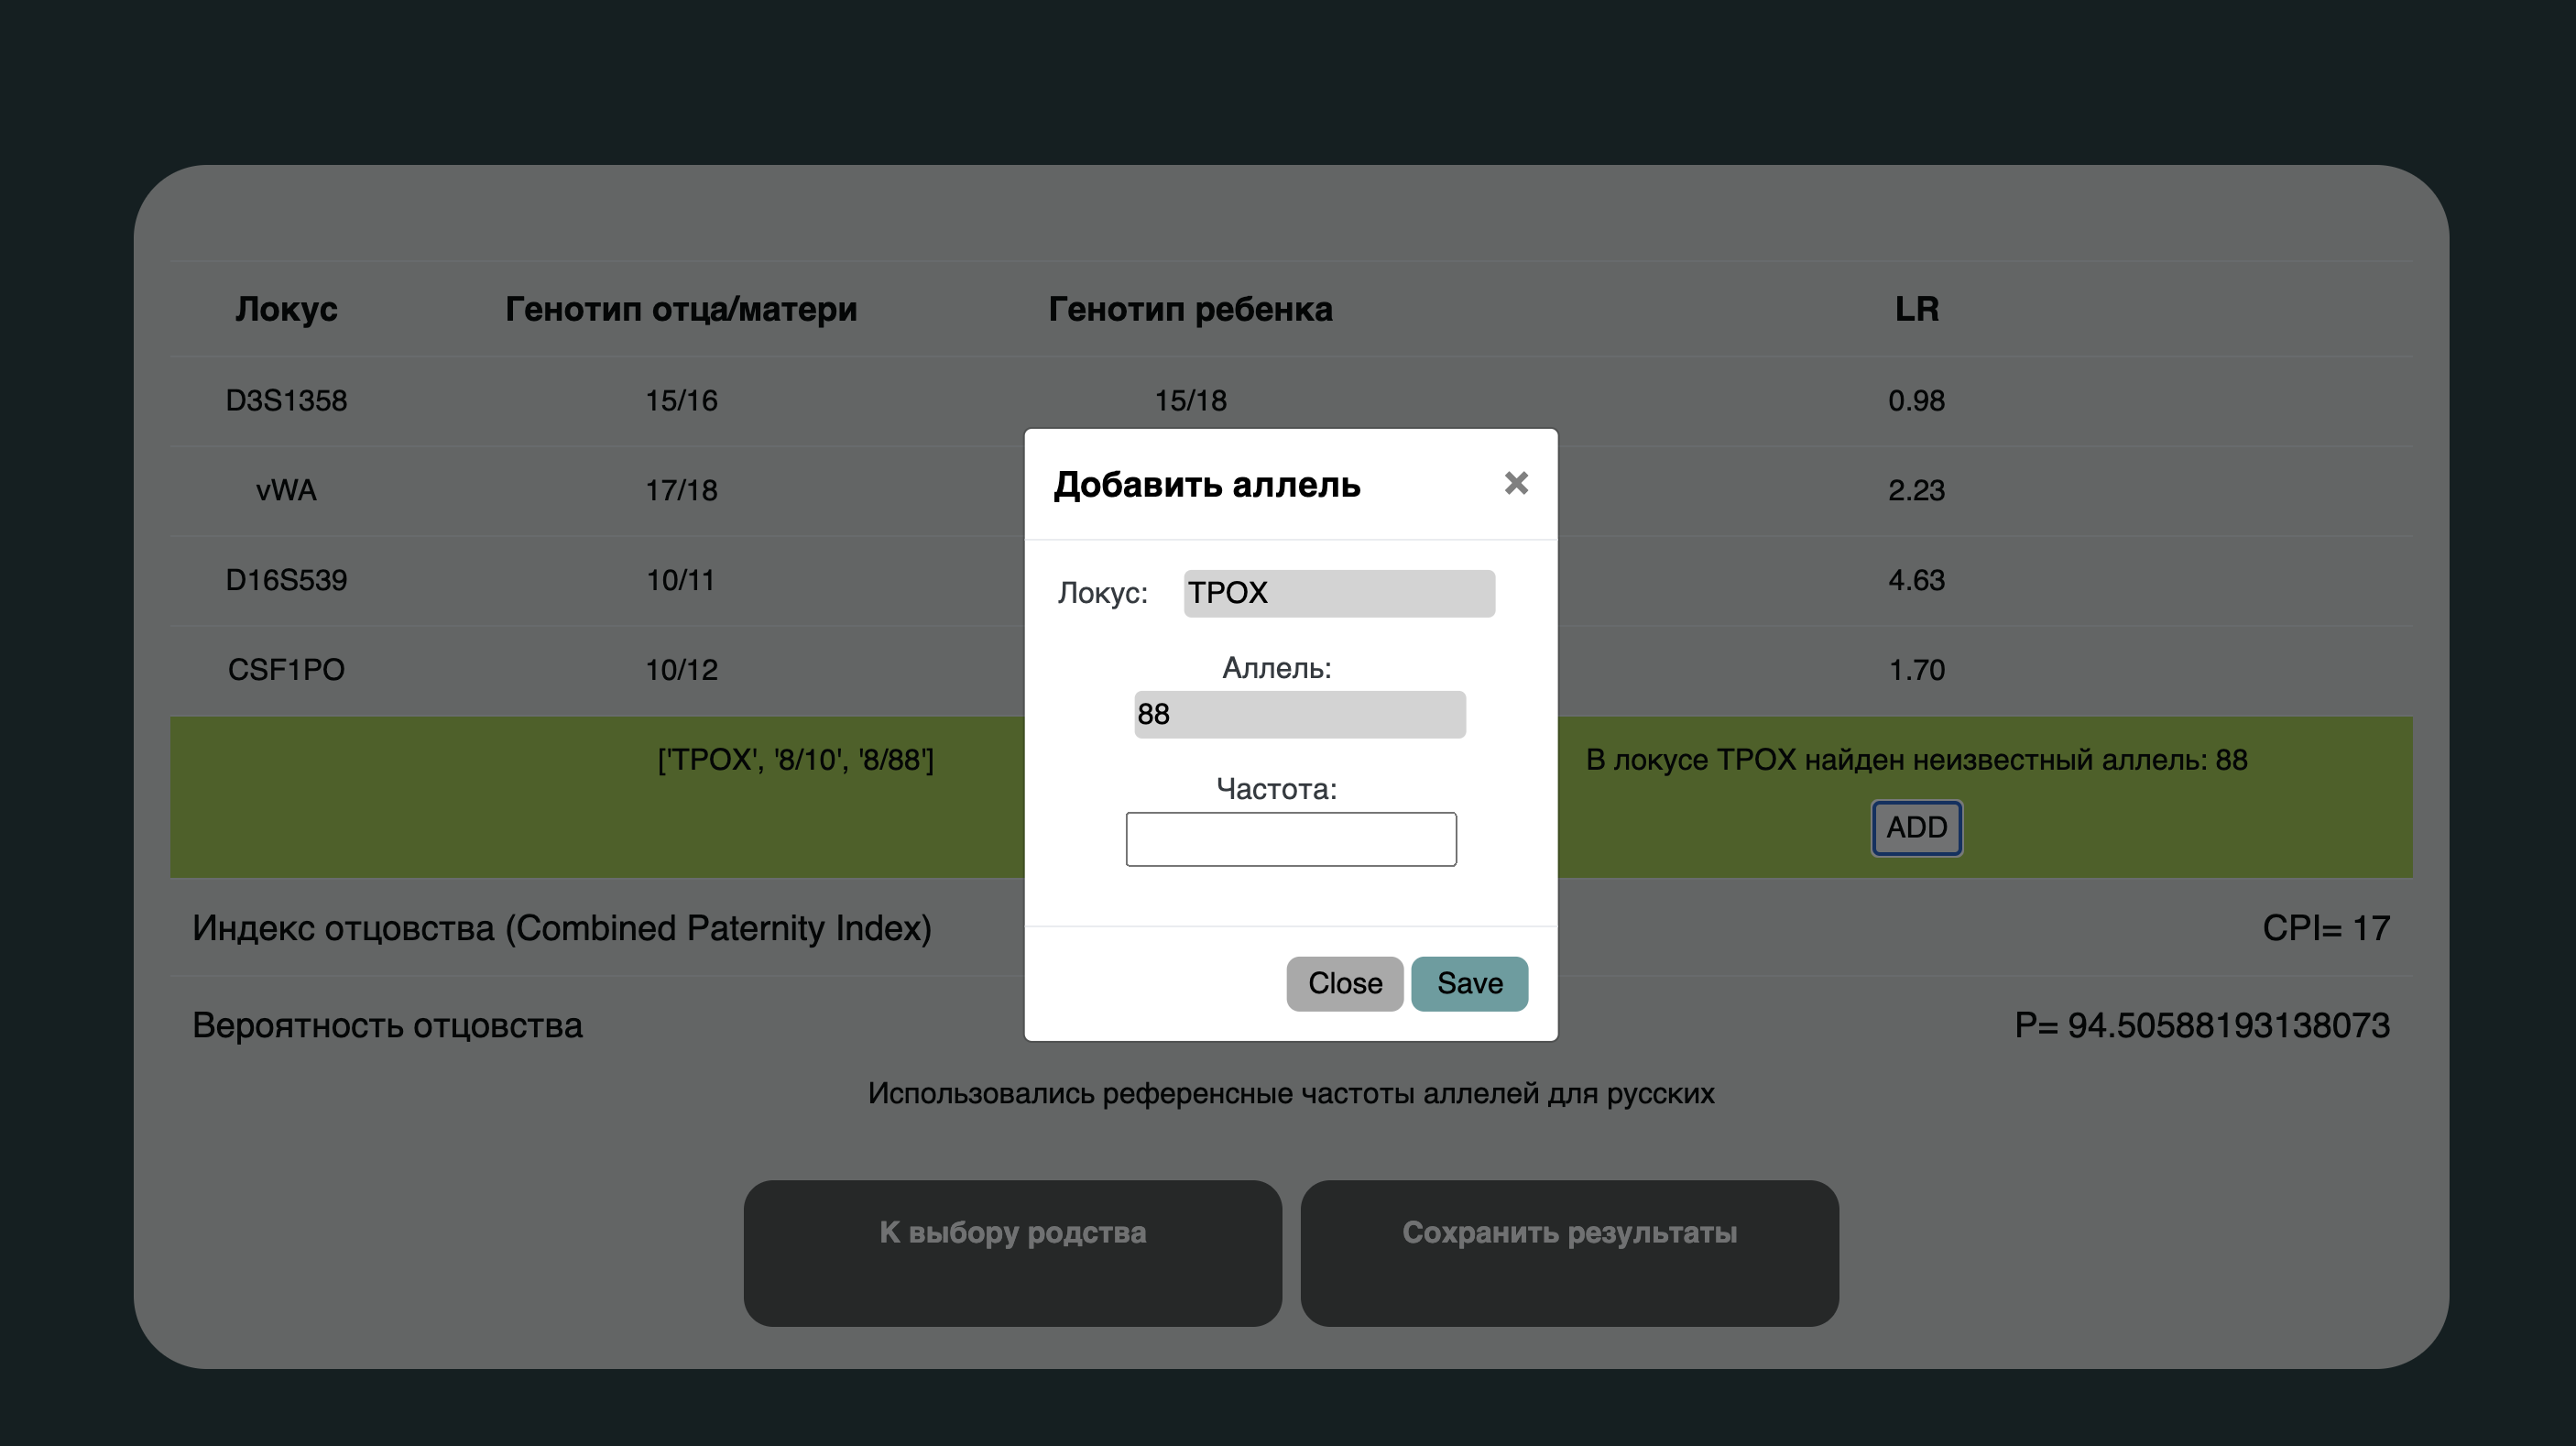 Локус Генотип отца/матери Генотип ребенка LR
D3S1358 15/16 15/18 0.98
vWA 17/18 2.23
D16S539 10/11 4.63
CSF1PO 10/12 1.70
['TPOX', '8/10', '8/88'] В локусе TPOX найден неизвестный аллель: 88
ADD
Индекс отцовства (Combined Paternity Index) CPI= 17
Вероятность отцовства P= 94.50588193138073
Использовались референсные частоты аллелей для русских
К выбору родства Сохранить результаты
Добавить аллель ×
Локус: TPOX
Аллель:
88
Частота:
Close Save